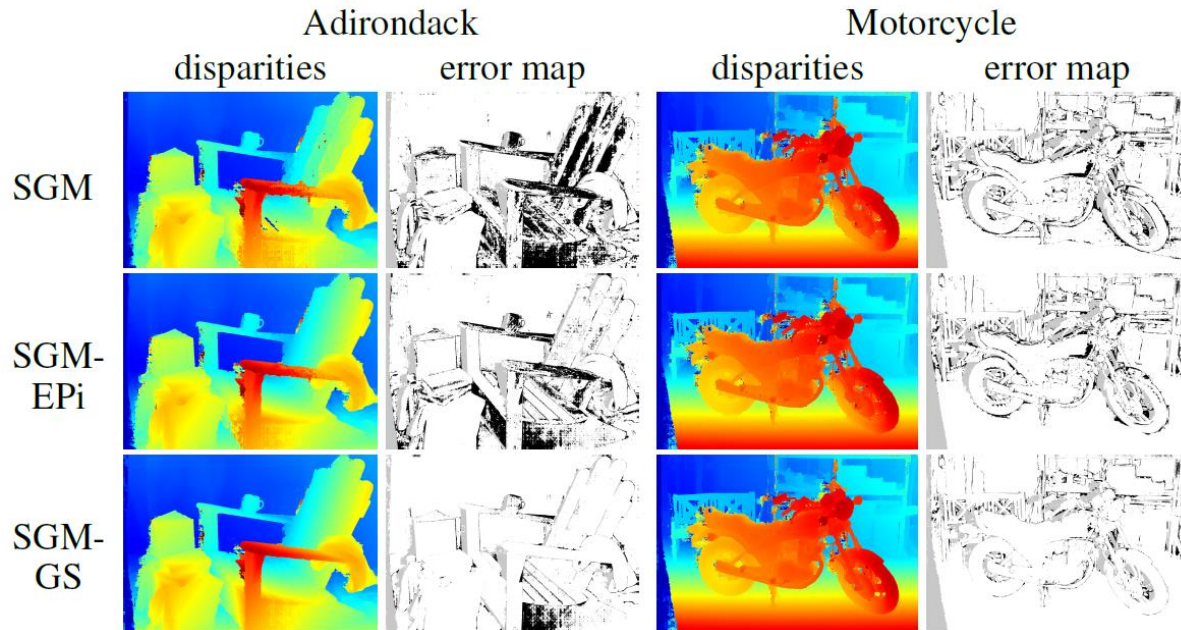 Adirondack Motorcycle
disparities error map disparities error map
SGM
SGM-
EPi
SGM-
GS